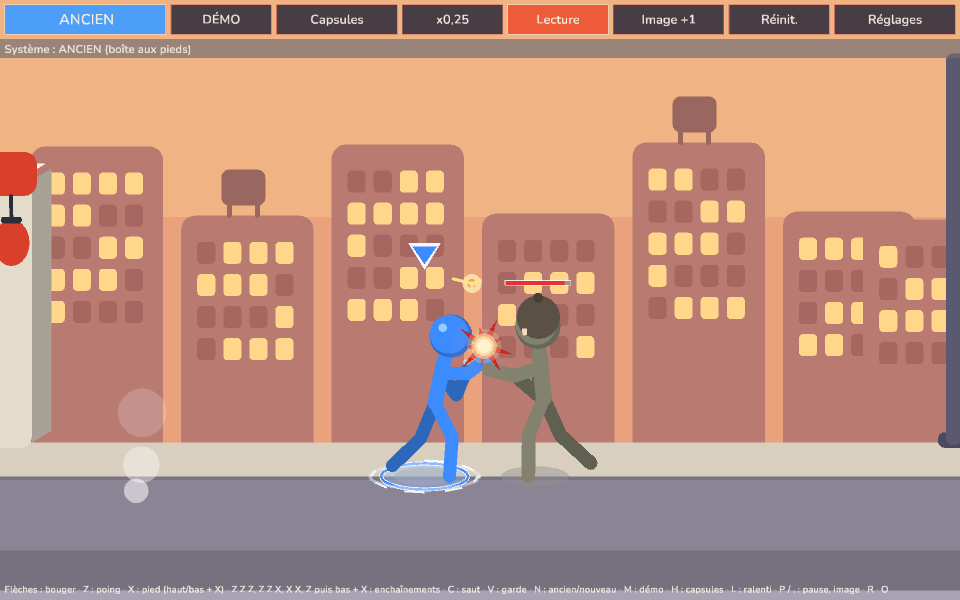 ANCIEN DÉMO Capsules x0,25 Lecture Image +1 Réinit. Réglages
Système : ANCIEN (boîte aux pieds)
Flèches : bouger · Z : poing · X : pied (haut/bas + X) · Z Z Z, Z Z X, X X, Z puis bas + X : enchaînements · C : saut · V : garde · N : ancien/nouveau · M : démo · H : capsules · L : ralenti · P / . : pause, image · R · O